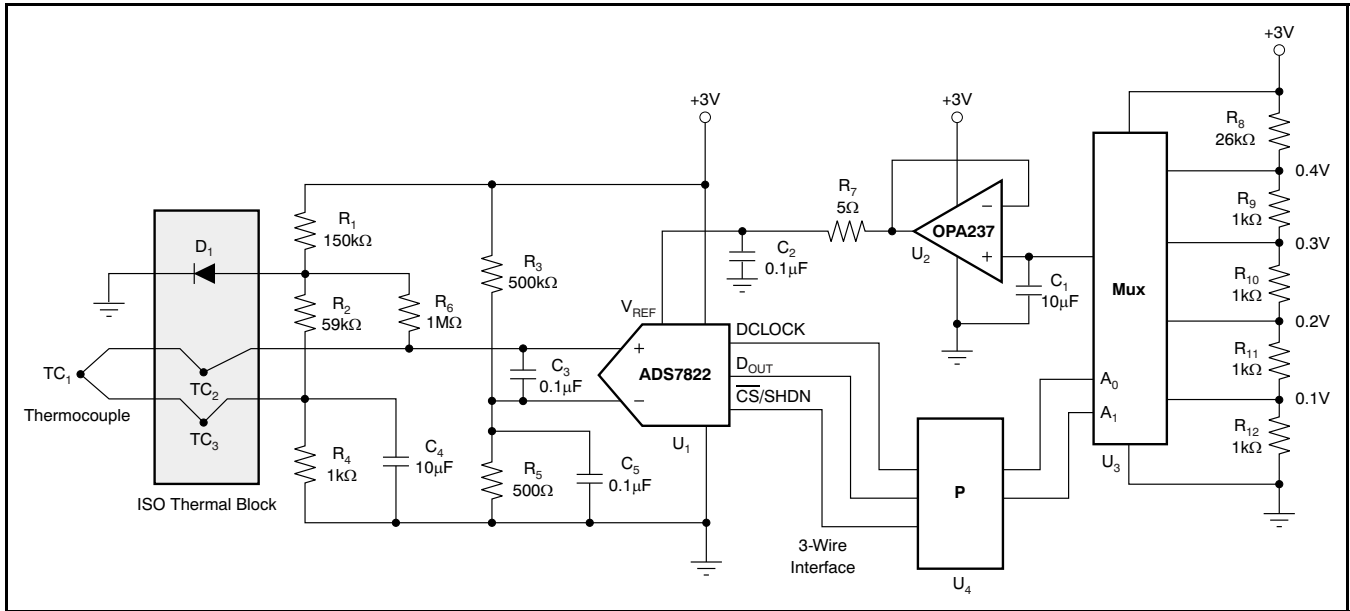 +3V
R8
26kΩ
0.4V
R9
1kΩ
0.3V
R10
1kΩ
0.2V
R11
1kΩ
0.1V
R12
1kΩ
Mux
A0
A1
U3
+3V
OPA237
−
+
U2
C1
10μF
R7
5Ω
C2
0.1μF
+3V
VREF
R1
150kΩ
D1
R2
59kΩ
R6
1MΩ
R3
500kΩ
TC1
Thermocouple
TC2
TC3
ISO Thermal Block
R4
1kΩ
C4
10μF
C3
0.1μF
R5
500Ω
C5
0.1μF
+
−
ADS7822
U1
DCLOCK
DOUT
CS/SHDN
3-Wire
Interface
P
U4